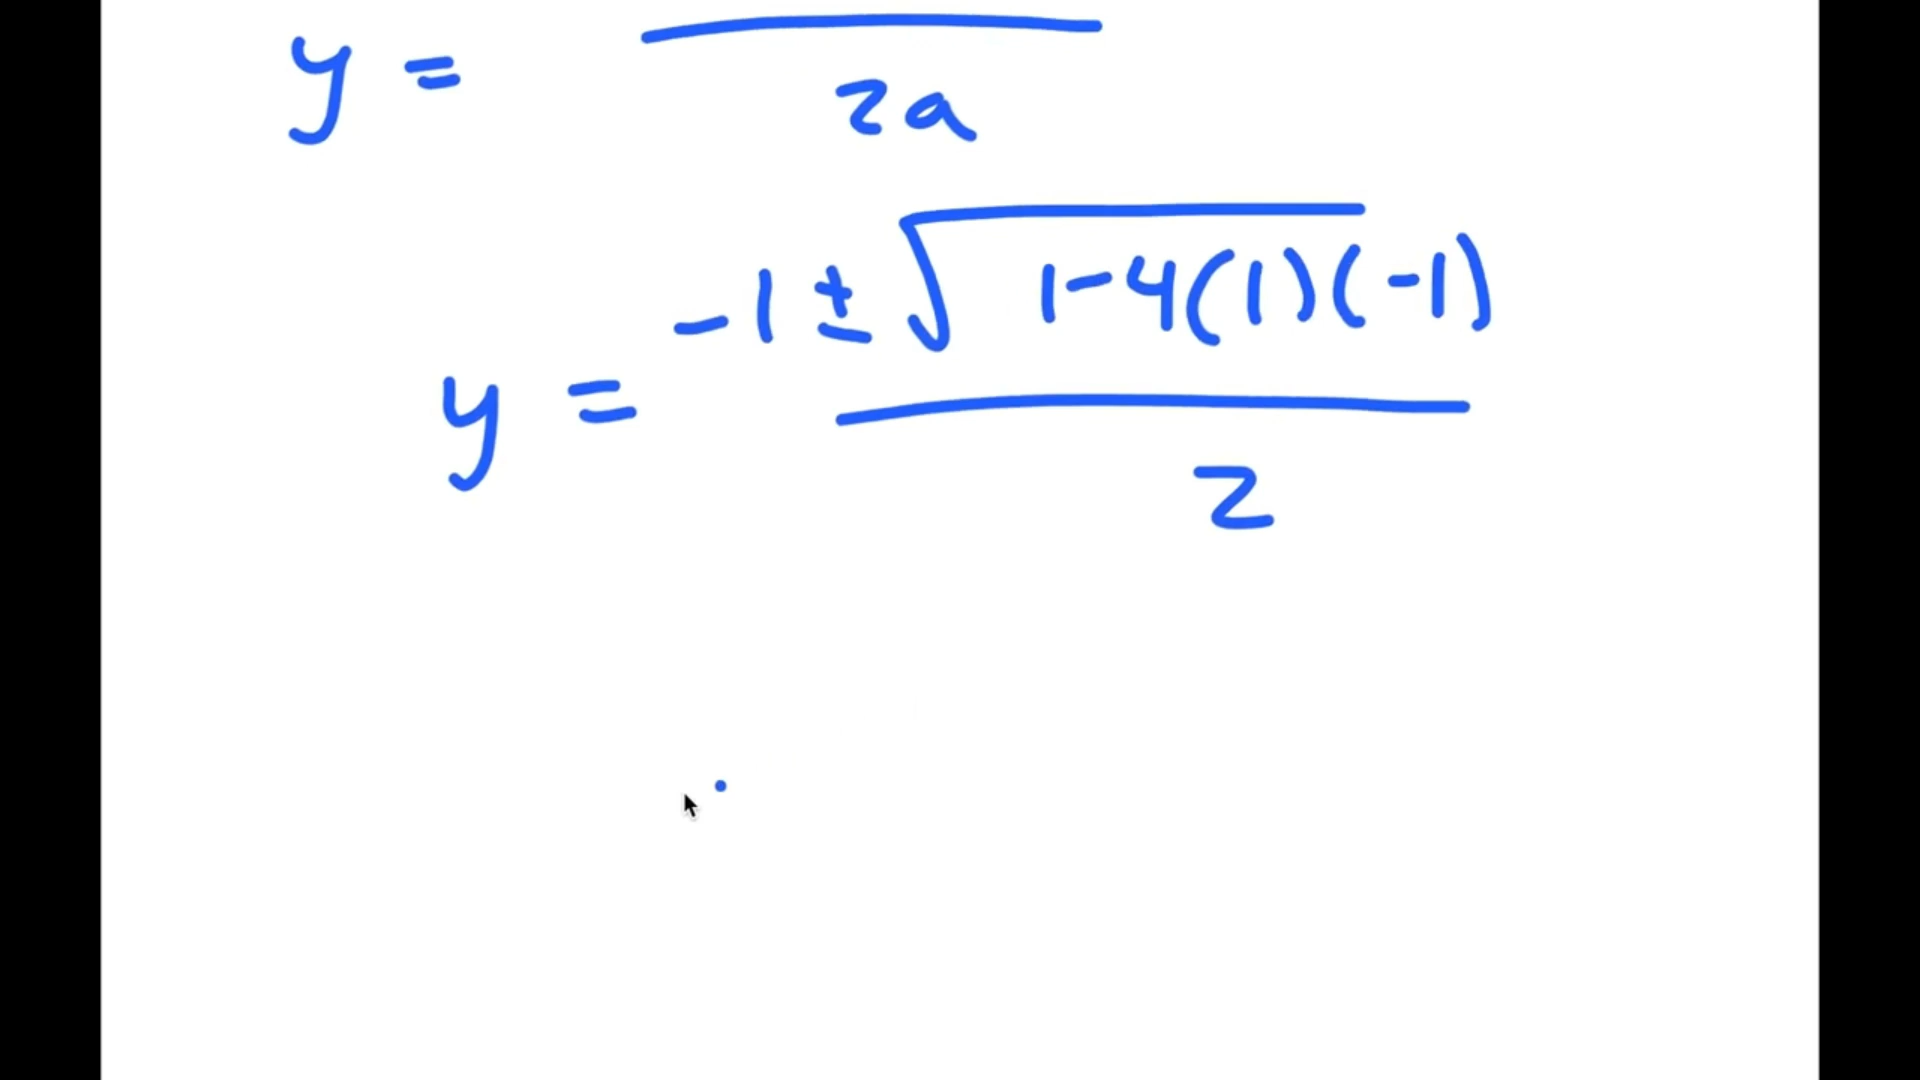 y = 2a
y = -1 ± √1-4(1)(-1)
2